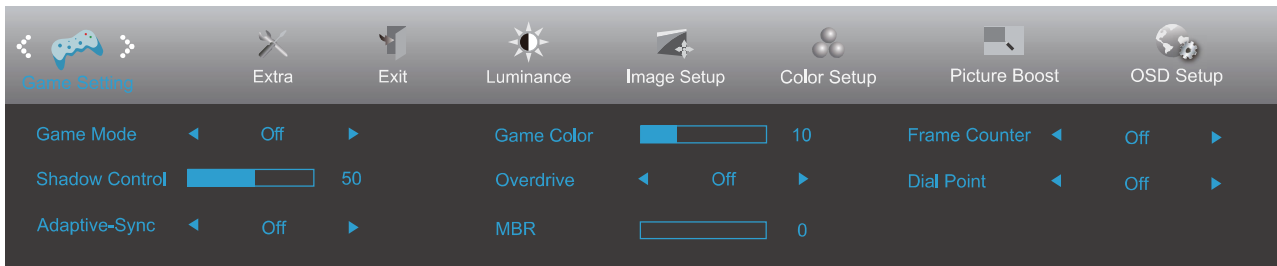 Game Setting
Extra
Exit
Luminance
Image Setup
Color Setup
Picture Boost
OSD Setup
Game Mode Off Game Color 10 Frame Counter Off
Shadow Control 50 Overdrive Off Dial Point Off
Adaptive-Sync Off MBR 0